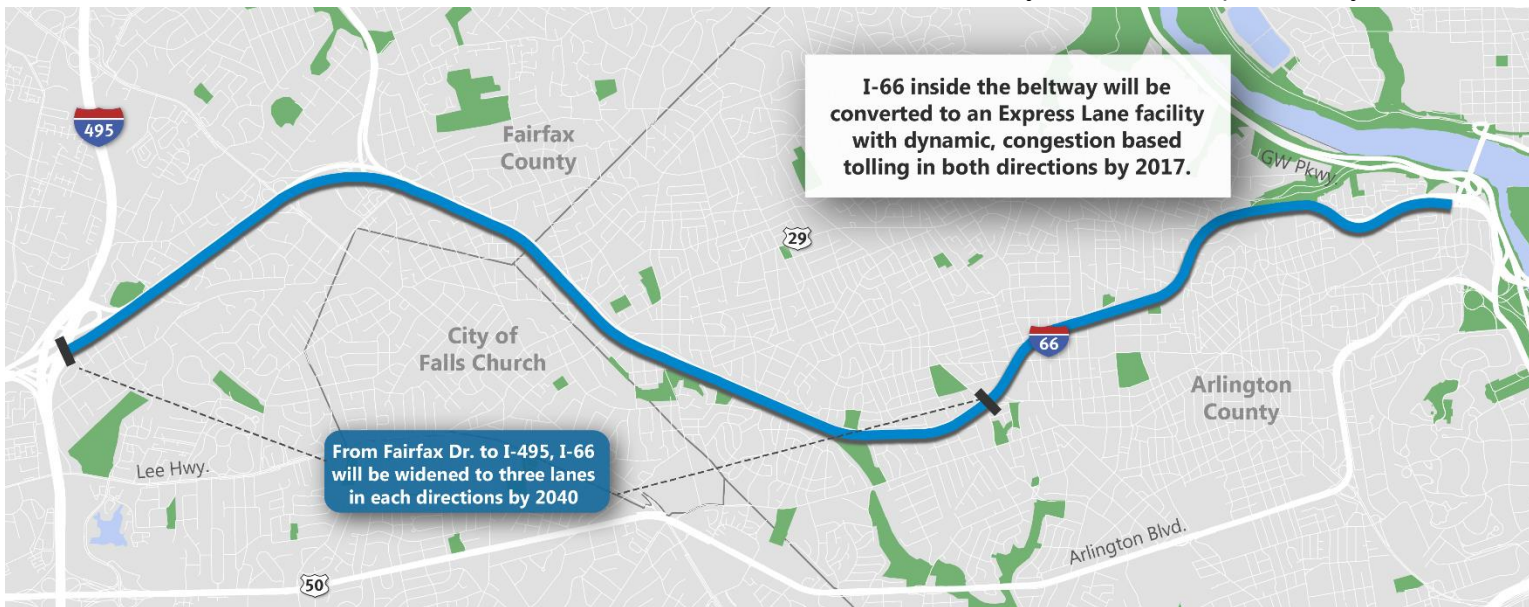 I-66 inside the beltway will be
converted to an Express Lane facility
with dynamic, congestion based
tolling in both directions by 2017.
495
Fairfax
County
GW Pkwy
29
City of
Falls Church
66
Arlington
County
From Fairfax Dr. to I-495, I-66
will be widened to three lanes
in each directions by 2040
Lee Hwy.
Arlington Blvd.
50